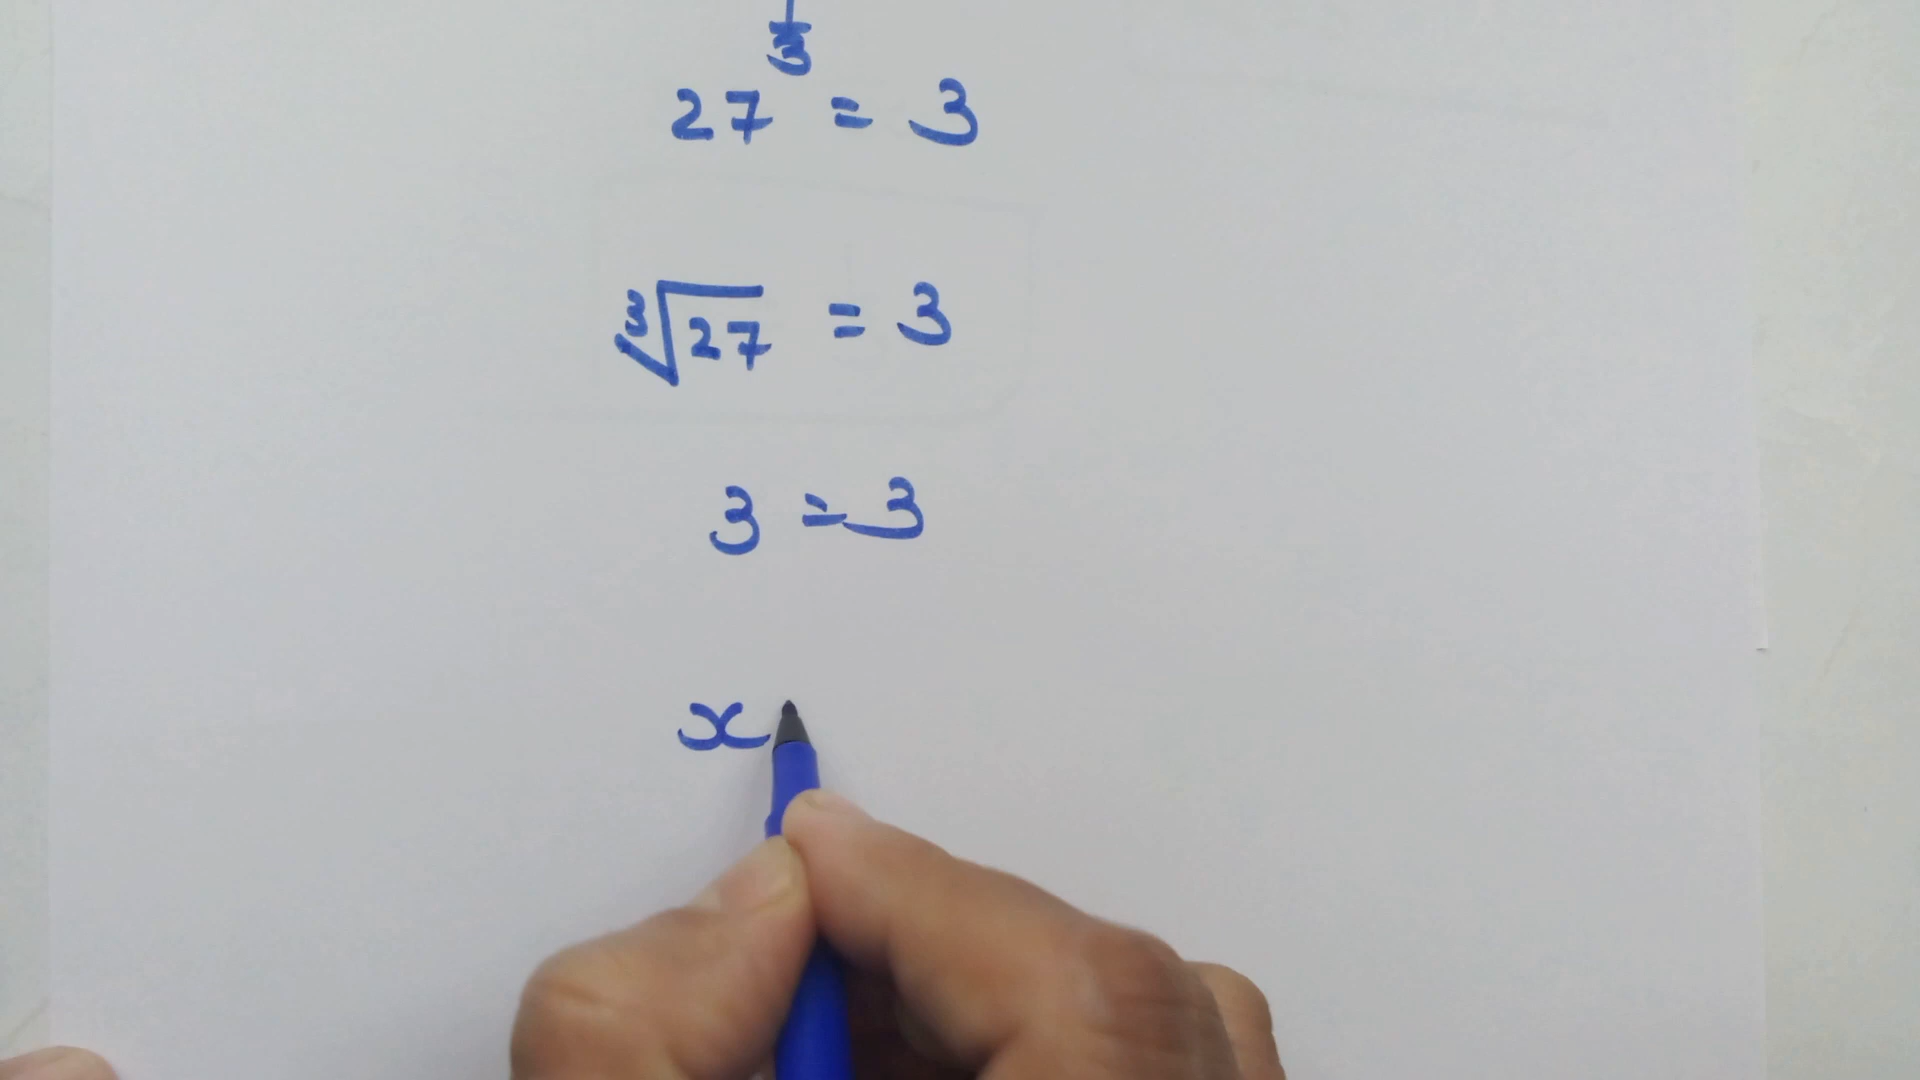 27^(1/3) = 3
∛27 = 3
3 = 3
x